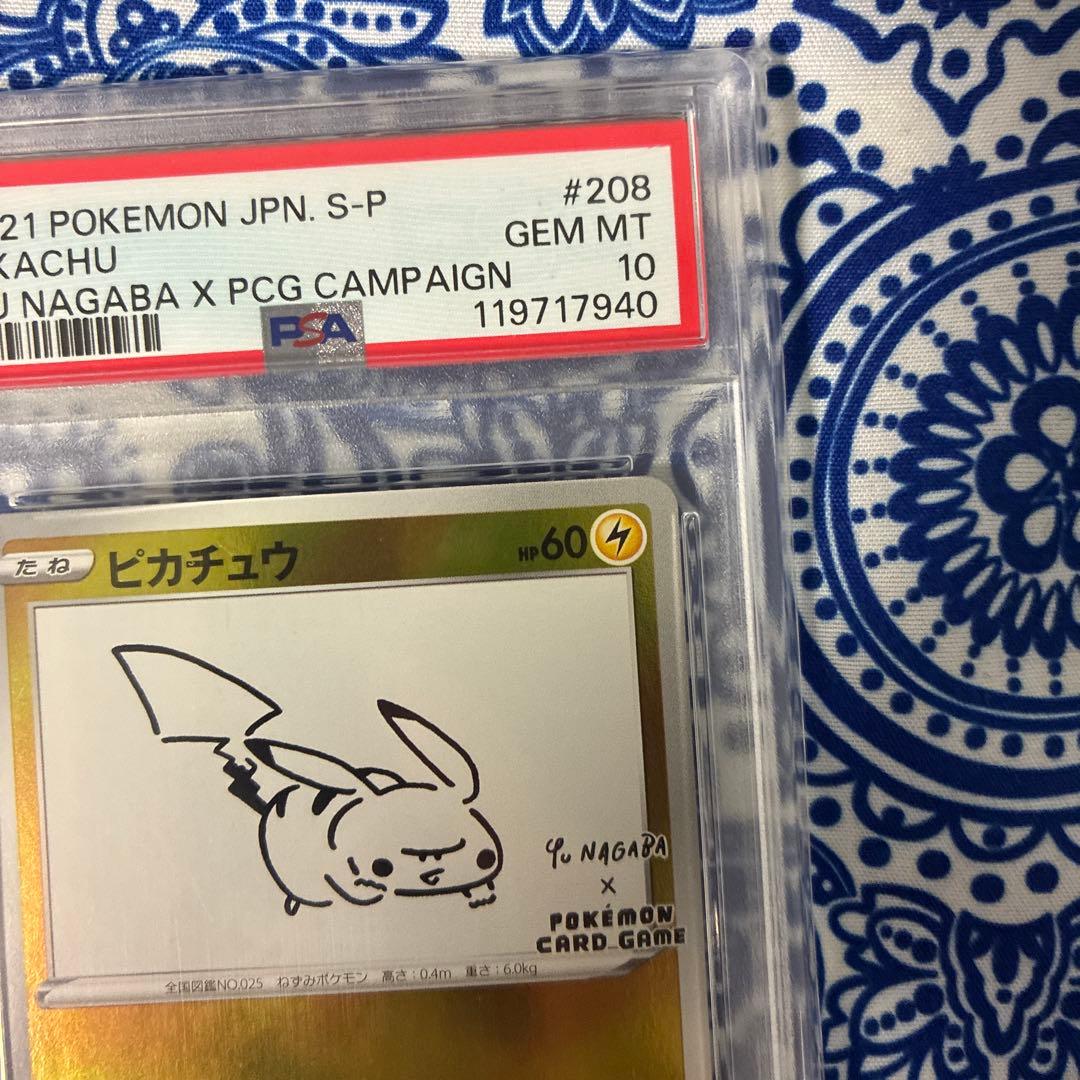 21 POKEMON JPN. S-P #208
KACHU GEM MT
U NAGABA X PCG CAMPAIGN 10
119717940
PSA
たね ピカチュウ HP60
Yu NAGABA
X
POKÉMON
CARD GAME
全国図鑑NO.025 ねずみポケモン 高さ:0.4m 重さ:6.0kg